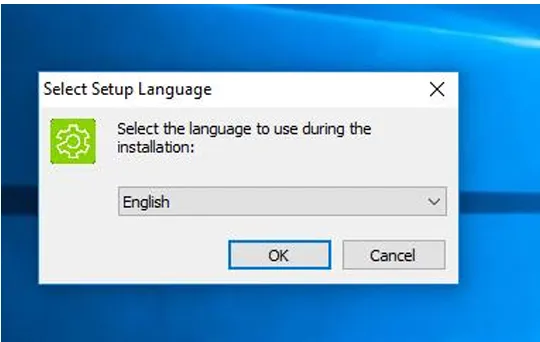 Select Setup Language
Select the language to use during the
installation:
English
OK
Cancel